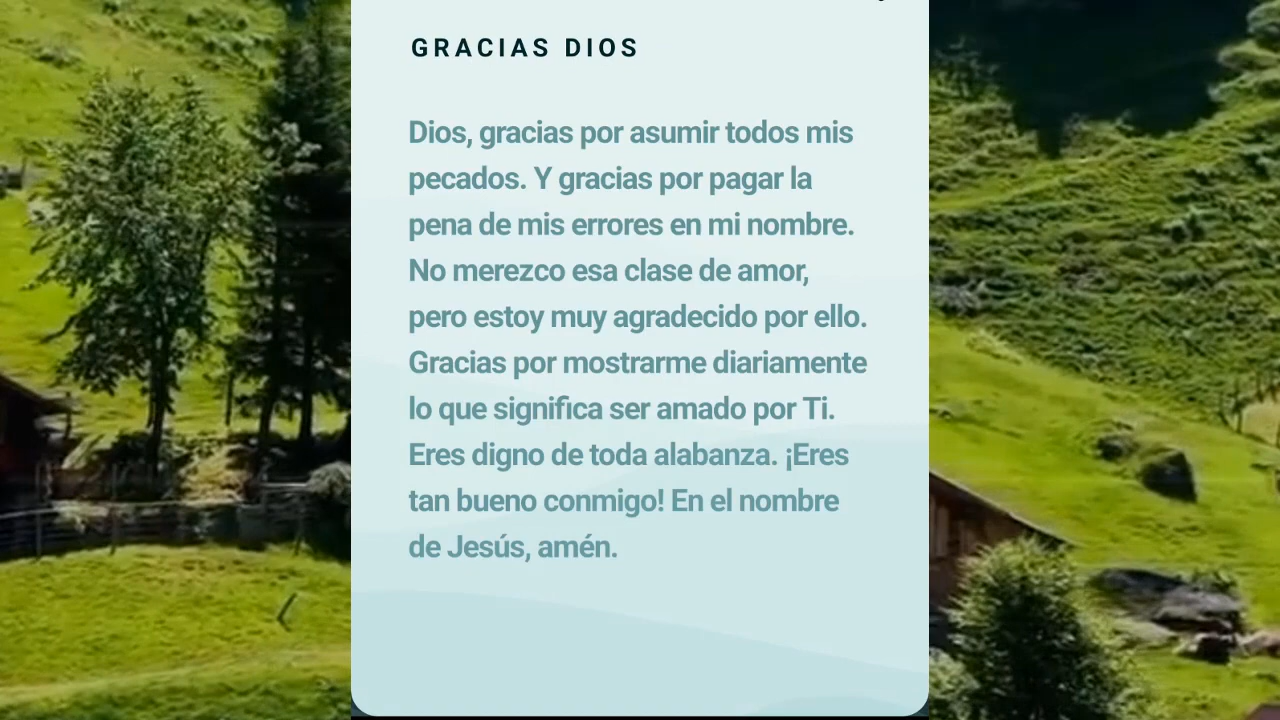 GRACIAS DIOS
Dios, gracias por asumir todos mis
pecados. Y gracias por pagar la
pena de mis errores en mi nombre.
No merezco esa clase de amor,
pero estoy muy agradecido por ello.
Gracias por mostrarme diariamente
lo que significa ser amado por Ti.
Eres digno de toda alabanza. ¡Eres
tan bueno conmigo! En el nombre
de Jesús, amén.